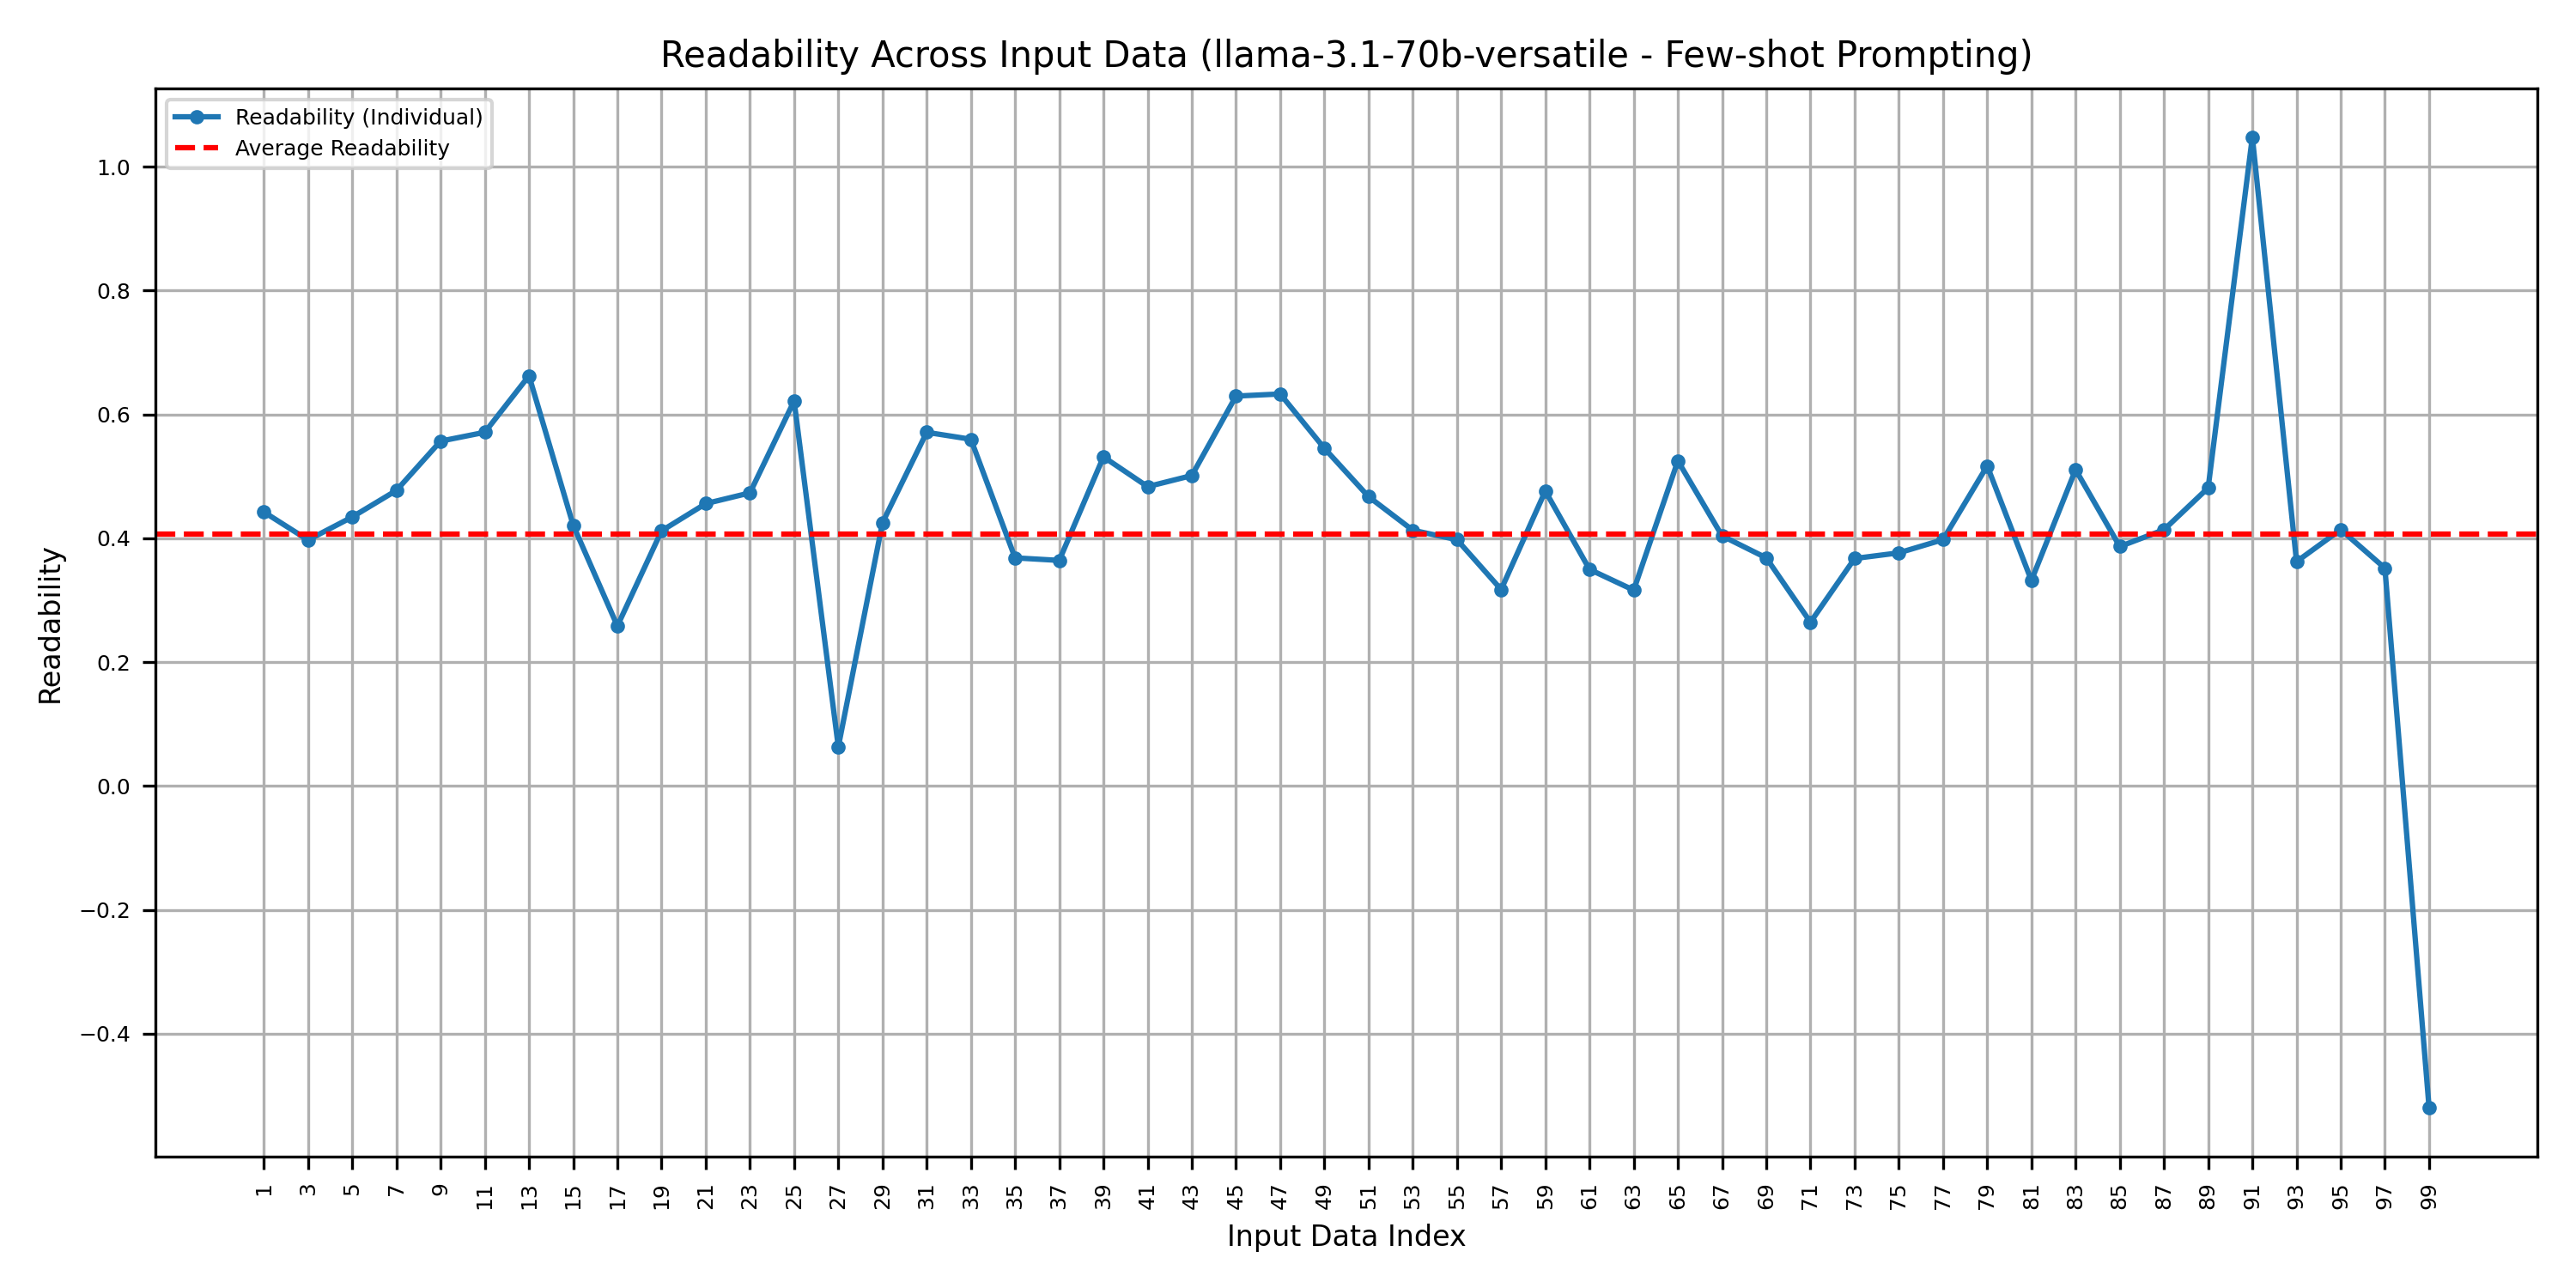 Readability Across Input Data (llama-3.1-70b-versatile - Few-shot Prompting)
Readability (Individual)
Average Readability
Readability
1.0
0.8
0.6
0.4
0.2
0.0
−0.2
−0.4
1 3 5 7 9 11 13 15 17 19 21 23 25 27 29 31 33 35 37 39 41 43 45 47 49 51 53 55 57 59 61 63 65 67 69 71 73 75 77 79 81 83 85 87 89 91 93 95 97 99
Input Data Index